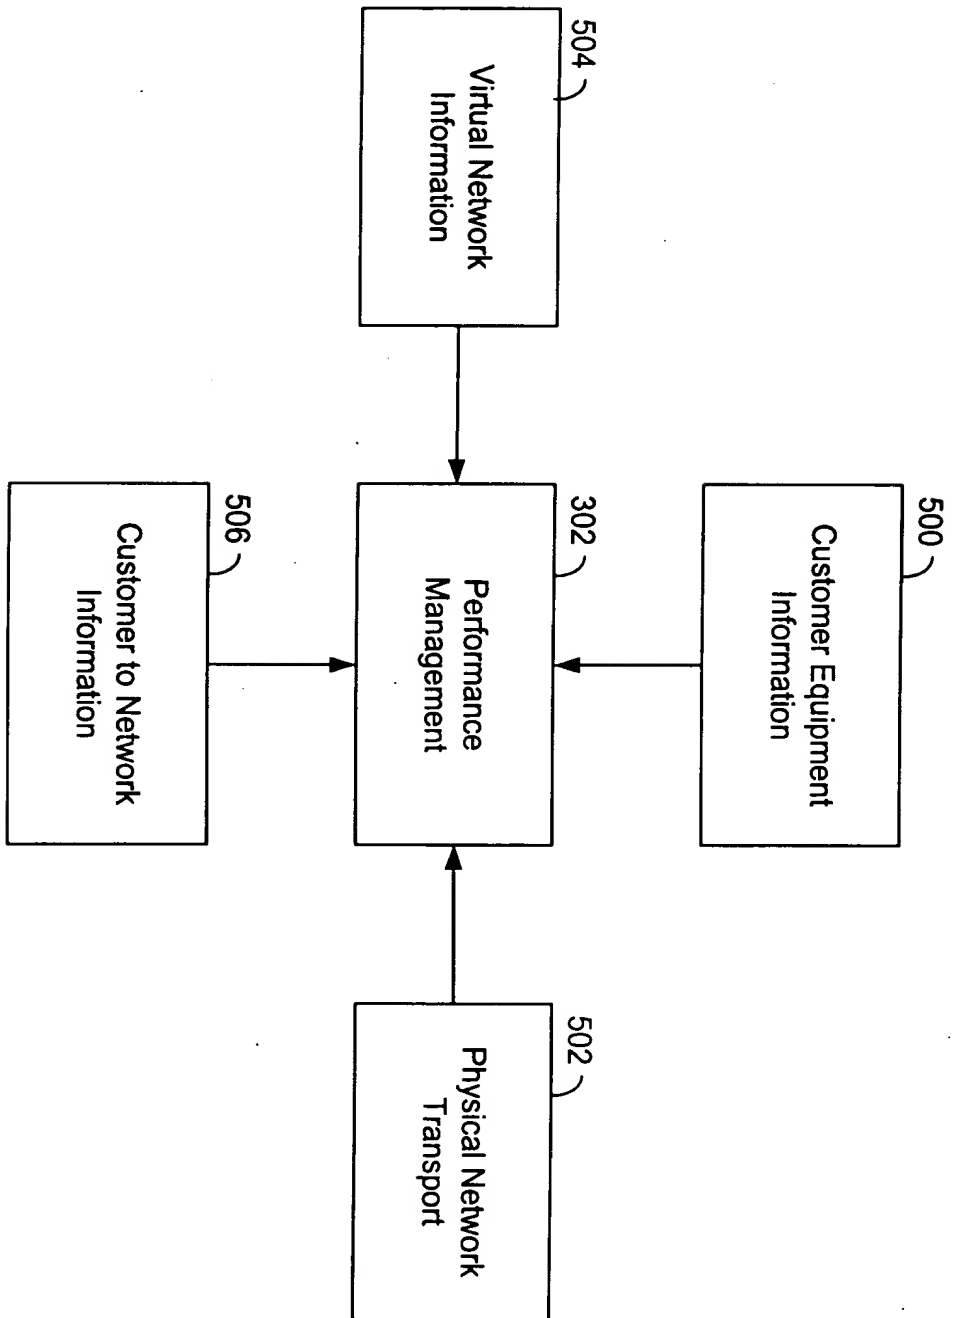 500
Customer Equipment
Information
504
Virtual Network
Information
302
Performance
Management
502
Physical Network
Transport
506
Customer to Network
Information